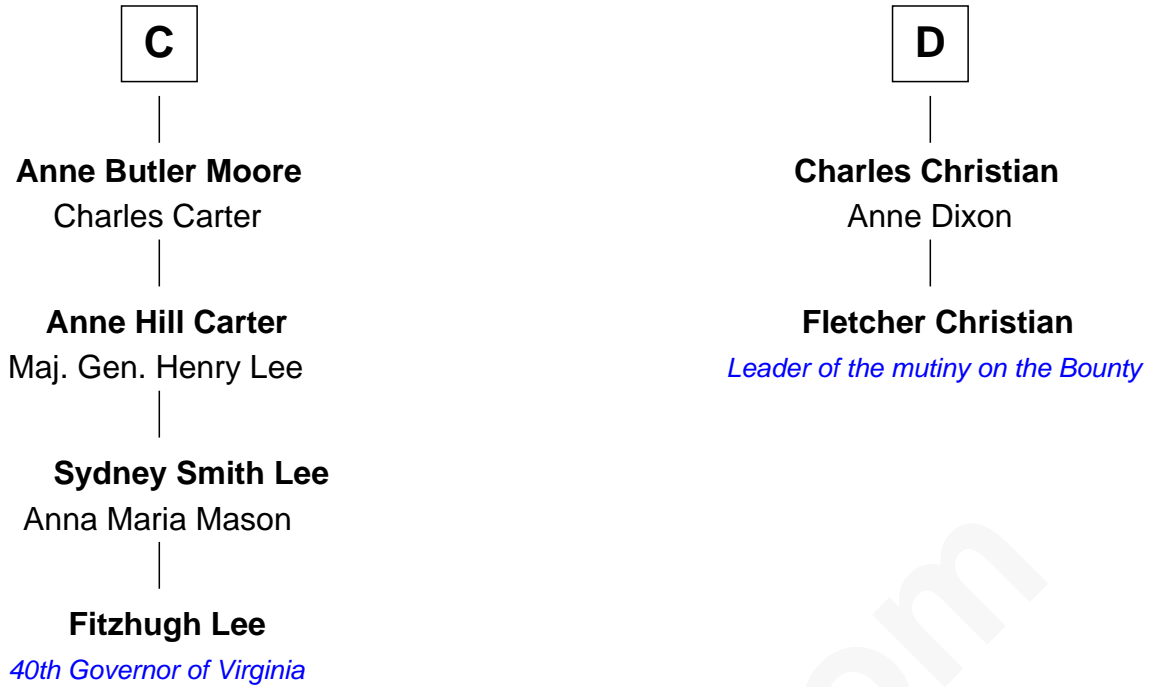 C
Anne Butler Moore
Charles Carter
Anne Hill Carter
Maj. Gen. Henry Lee
Sydney Smith Lee
Anna Maria Mason
Fitzhugh Lee
40th Governor of Virginia
D
Charles Christian
Anne Dixon
Fletcher Christian
Leader of the mutiny on the Bounty